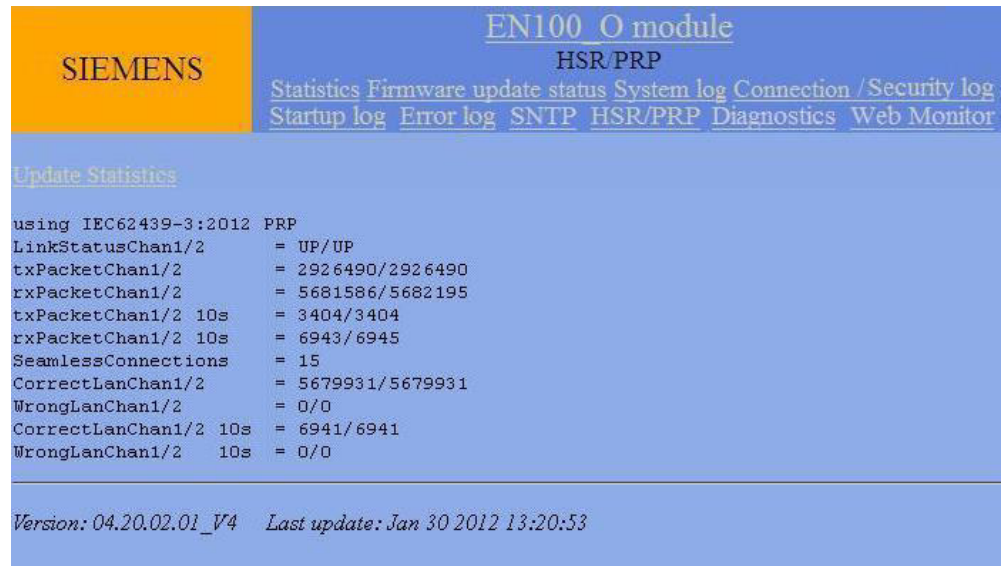 SIEMENS
EN100_O module
HSR/PRP
Statistics Firmware update status System log Connection / Security log
Startup log Error log SNTP HSR/PRP Diagnostics Web Monitor
Update Statistics
using IEC62439-3:2012 PRP
LinkStatusChan1/2 = UP/UP
txPacketChan1/2 = 2926490/2926490
rxPacketChan1/2 = 5681586/5682195
txPacketChan1/2 10s = 3404/3404
rxPacketChan1/2 10s = 6943/6945
SeamlessConnections = 15
CorrectLanChan1/2 = 5679931/5679931
WrongLanChan1/2 = 0/0
CorrectLanChan1/2 10s = 6941/6941
WrongLanChan1/2 10s = 0/0
Version: 04.20.02.01_V4 Last update: Jan 30 2012 13:20:53